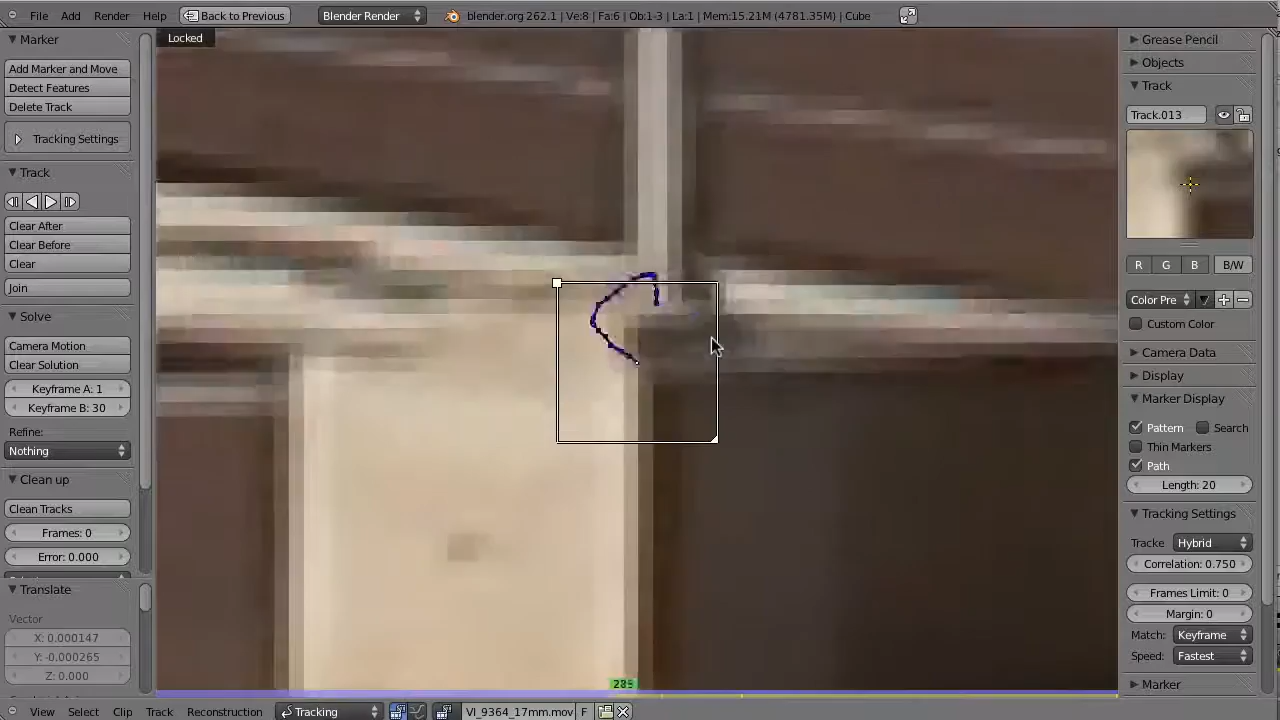 File Add Render Help Back to Previous Blender Render blender.org 262.1 | Ve:8 | Fa:6 | Ob:1-3 | La:1 | Mem:15.21M (4781.35M) | Cube
Locked
Marker
Add Marker and Move
Detect Features
Delete Track
Tracking Settings
Track
Clear After
Clear Before
Clear
Join
Solve
Camera Motion
Clear Solution
Keyframe A: 1
Keyframe B: 30
Refine:
Nothing
Clean up
Clean Tracks
Frames: 0
Error: 0.000
Translate
Vector
X: 0.000147
Y: -0.000265
Z: 0.000
Grease Pencil
Objects
Track
Track.013
R G B B/W
Color Pre
Custom Color
Camera Data
Display
Marker Display
Pattern Search
Thin Markers
Path
Length: 20
Tracking Settings
Tracke Hybrid
Correlation: 0.750
Frames Limit: 0
Margin: 0
Match: Keyframe
Speed: Fastest
Marker
View Select Clip Track Reconstruction Tracking VI_9364_17mm.mov F